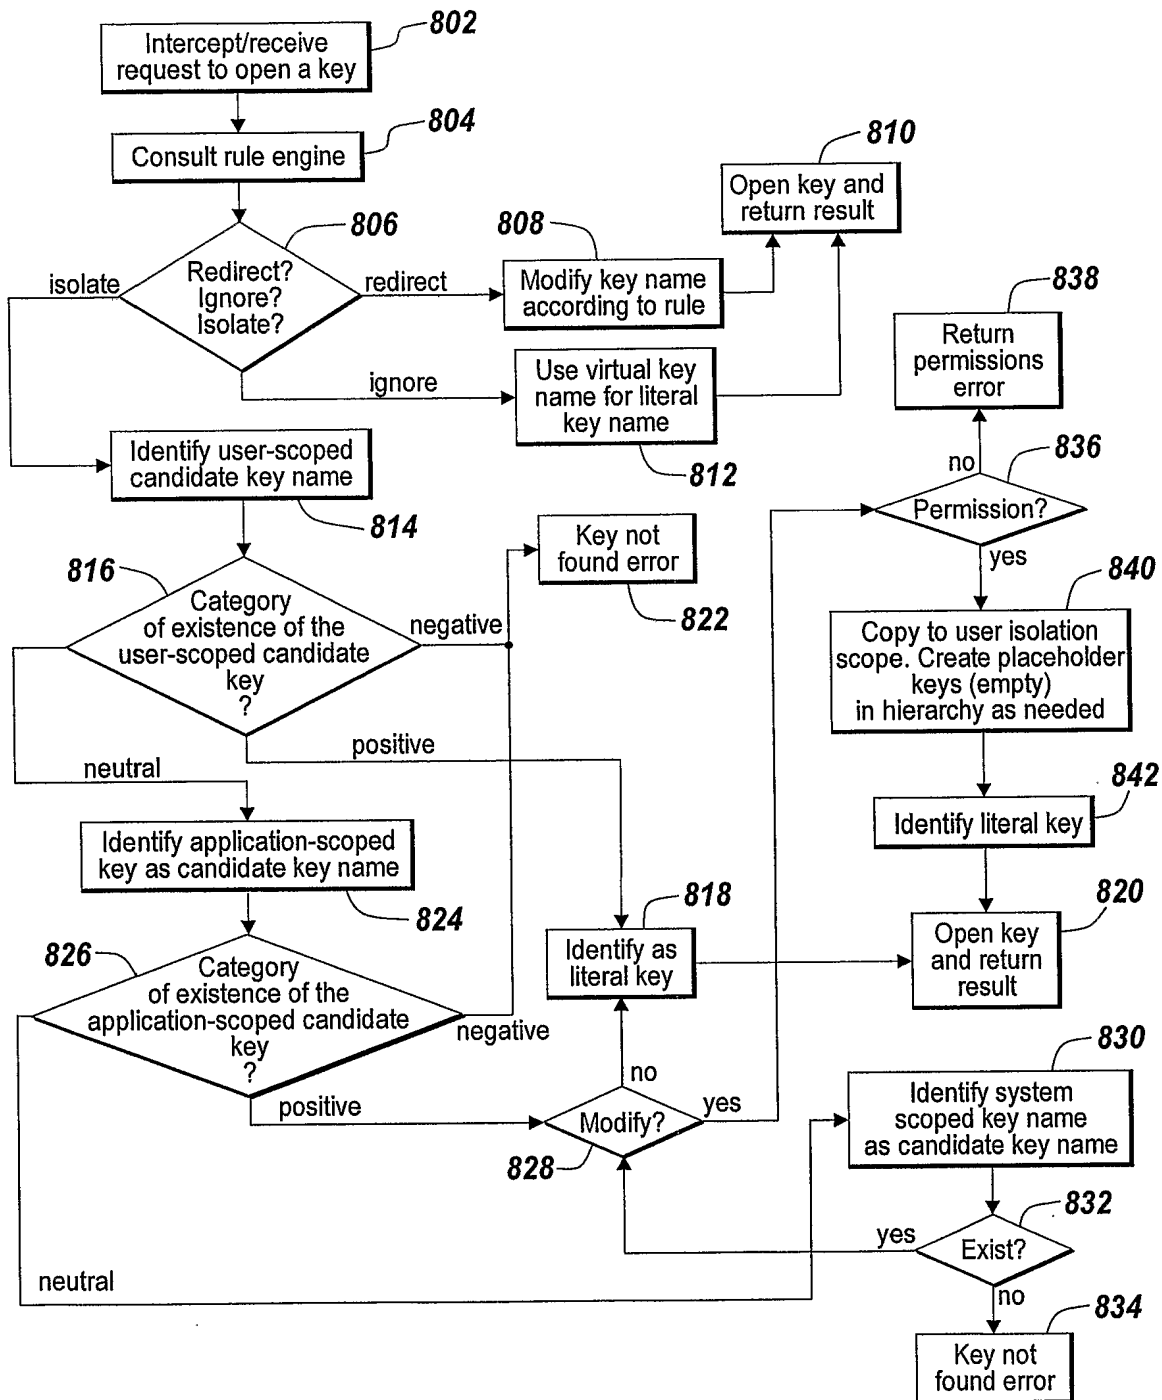 802
Intercept/receive
request to open a key
804
Consult rule engine
806
Redirect?
Ignore?
Isolate?
isolate
redirect
ignore
808
Modify key name
according to rule
810
Open key and
return result
Use virtual key
name for literal
key name
812
838
Return
permissions
error
Identify user-scoped
candidate key name
814
no
836
Permission?
yes
816
Category
of existence of the
user-scoped candidate
key
?
negative
positive
neutral
Key not
found error
822
840
Copy to user isolation
scope. Create placeholder
keys (empty)
in hierarchy as needed
842
Identify literal key
Identify application-scoped
key as candidate key name
824
818
Identify as
literal key
820
Open key
and return
result
826
Category
of existence of the
application-scoped candidate
key
?
negative
positive
neutral
no
Modify?
yes
828
830
Identify system
scoped key name
as candidate key name
832
yes
Exist?
no
834
Key not
found error